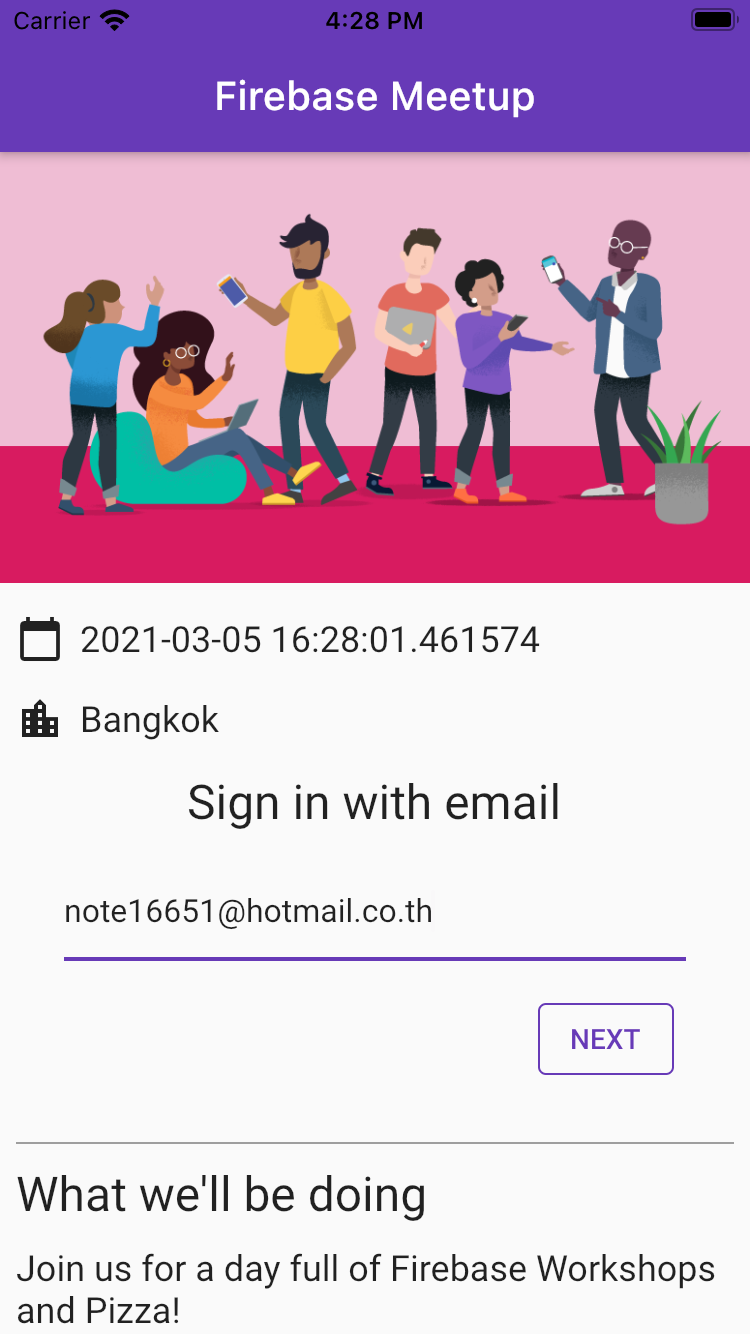 Carrier 4:28 PM
Firebase Meetup
2021-03-05 16:28:01.461574
Bangkok
Sign in with email
note16651@hotmail.co.th
NEXT
What we'll be doing
Join us for a day full of Firebase Workshops
and Pizza!